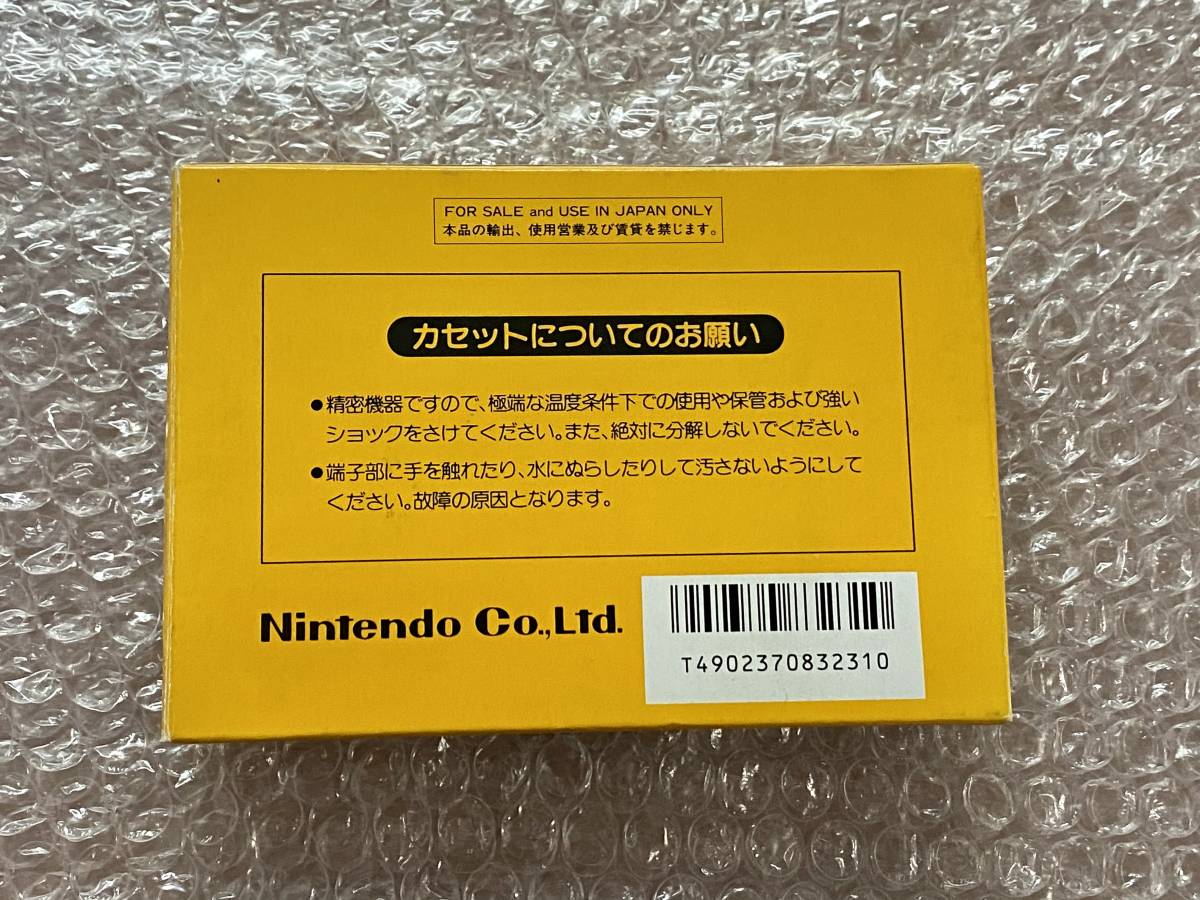 FOR SALE and USE IN JAPAN ONLY
本品の輸出、使用営業及び賃貸を禁じます。
カセットについてのお願い
●精密機器ですので、極端な温度条件下での使用や保管および強い
ショックをさけてください。また、絶対に分解しないでください。
●端子部に手を触れたり、水にぬらしたりして汚さないようにして
ください。故障の原因となります。
Nintendo Co.,Ltd.
T4902370832310